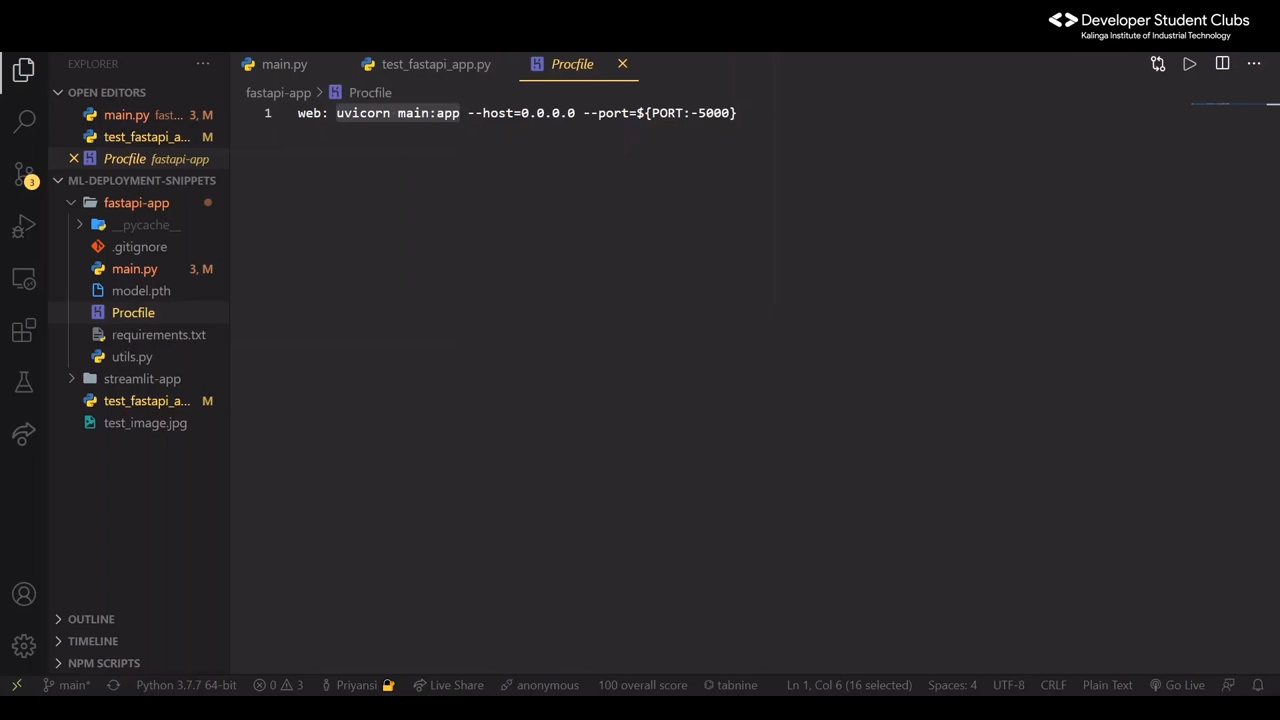 Developer Student Clubs
Kalinga Institute of Industrial Technology
EXPLORER
main.py
test_fastapi_app.py
Procfile
OPEN EDITORS
main.py fast... 3, M
test_fastapi_a... M
Procfile fastapi-app
ML-DEPLOYMENT-SNIPPETS
fastapi-app
__pycache__
.gitignore
main.py 3, M
model.pth
Procfile
requirements.txt
utils.py
streamlit-app
test_fastapi_a... M
test_image.jpg
OUTLINE
TIMELINE
NPM SCRIPTS
3
fastapi-app > Procfile
1 web: uvicorn main:app --host=0.0.0.0 --port=${PORT:-5000}
main* Python 3.7.7 64-bit 0 3 Priyansi Live Share anonymous 100 overall score tabnine Ln 1, Col 6 (16 selected) Spaces: 4 UTF-8 CRLF Plain Text Go Live